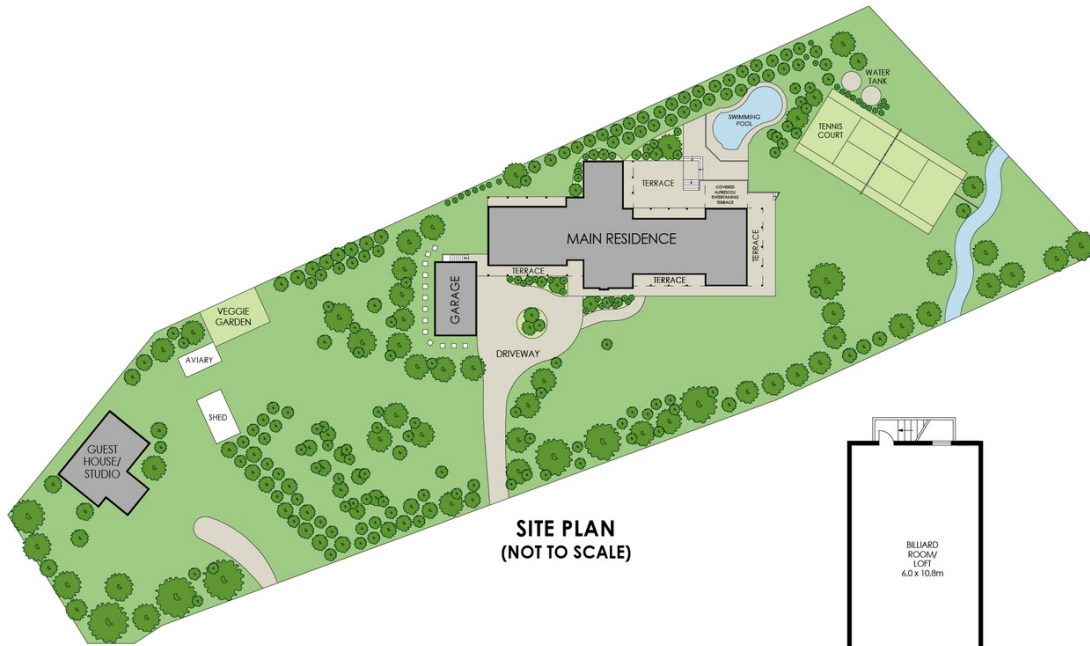 WATER
TANK
SWIMMING
POOL
TENNIS
COURT
TERRACE
COVERED
ALFRESCO/
ENTERTAINING
TERRACE
MAIN RESIDENCE
TERRACE
TERRACE
TERRACE
GARAGE
VEGGIE
GARDEN
DRIVEWAY
AVIARY
SHED
GUEST
HOUSE/
STUDIO
SITE PLAN
(NOT TO SCALE)
BILLIARD
ROOM/
LOFT
6.0 x 10.8m